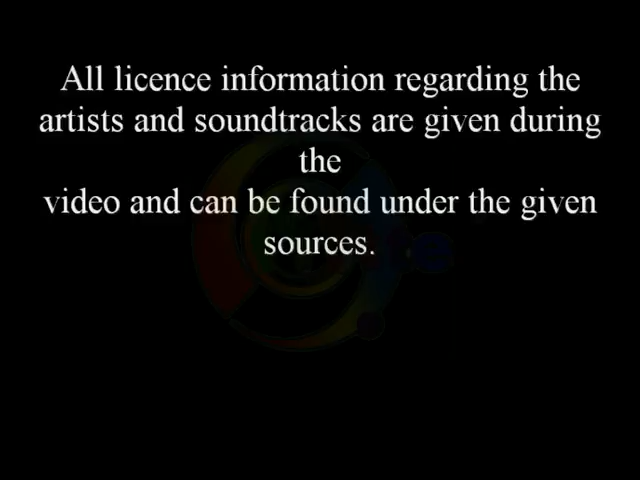 All licence information regarding the
artists and soundtracks are given during
the
video and can be found under the given
sources.